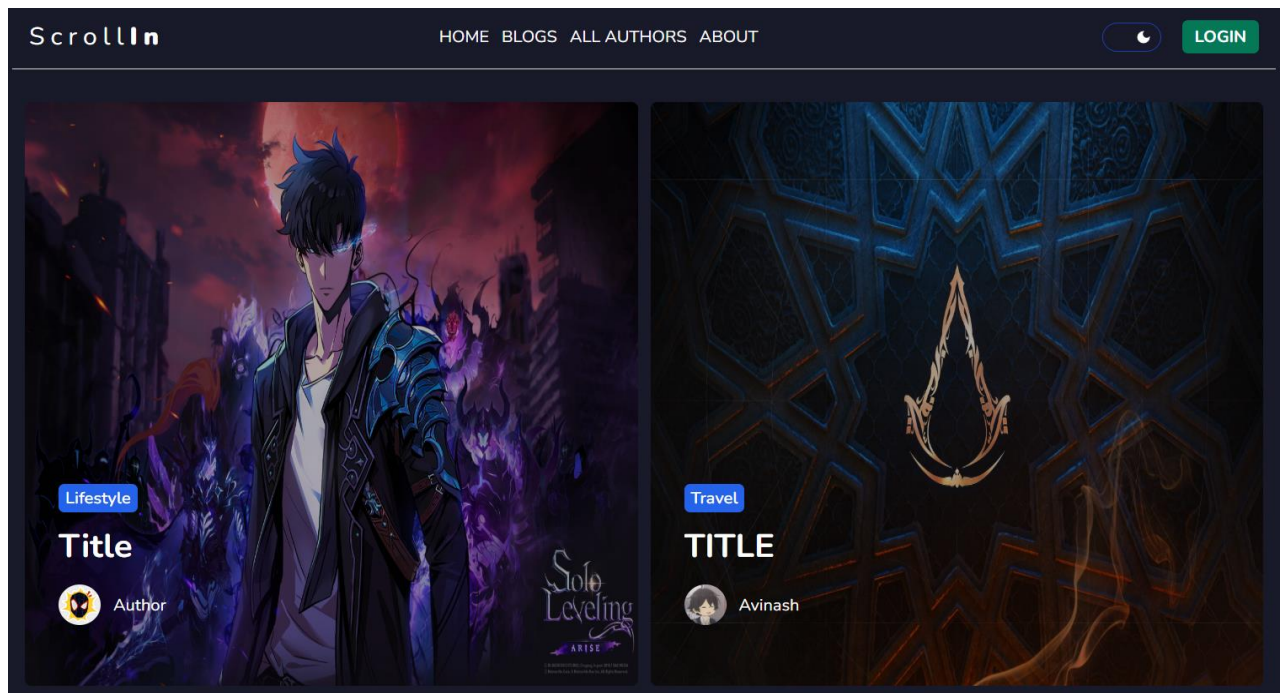 ScrollIn
HOME BLOGS ALL AUTHORS ABOUT
LOGIN
Lifestyle
Title
Author
Solo
Leveling
ARISE
Travel
TITLE
Avinash